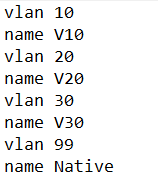 vlan 10
name V10
vlan 20
name V20
vlan 30
name V30
vlan 99
name Native